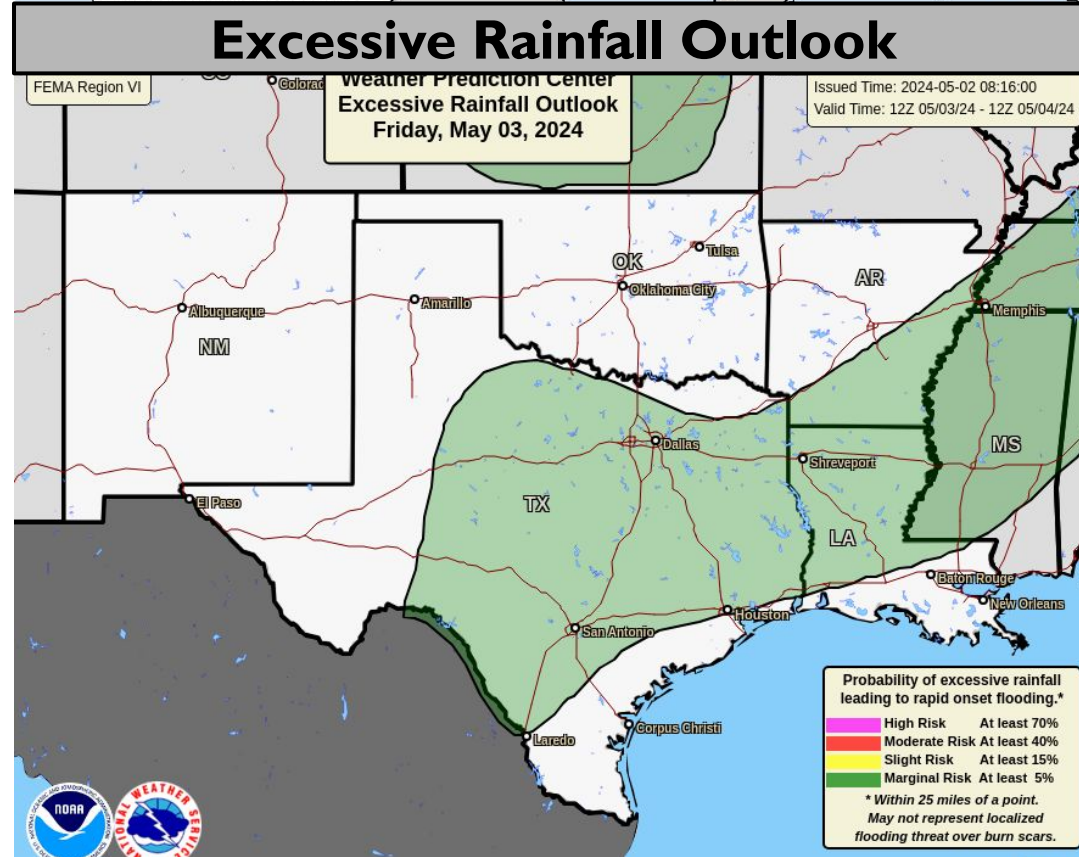 Excessive Rainfall Outlook
FEMA Region VI
Weather Prediction Center
Excessive Rainfall Outlook
Friday, May 03, 2024
Issued Time: 2024-05-02 08:16:00
Valid Time: 12Z 05/03/24 - 12Z 05/04/24
Tulsa
OK
Oklahoma City
AR
Amarillo
Albuquerque
Memphis
NM
Dallas
MS
Shreveport
El Paso
TX
LA
Baton Rouge
New Orleans
Houston
San Antonio
Corpus Christi
Laredo
Probability of excessive rainfall
leading to rapid onset flooding.*
High Risk At least 70%
Moderate Risk At least 40%
Slight Risk At least 15%
Marginal Risk At least 5%
* Within 25 miles of a point.
May not represent localized
flooding threat over burn scars.
NOAA
NATIONAL WEATHER SERVICE